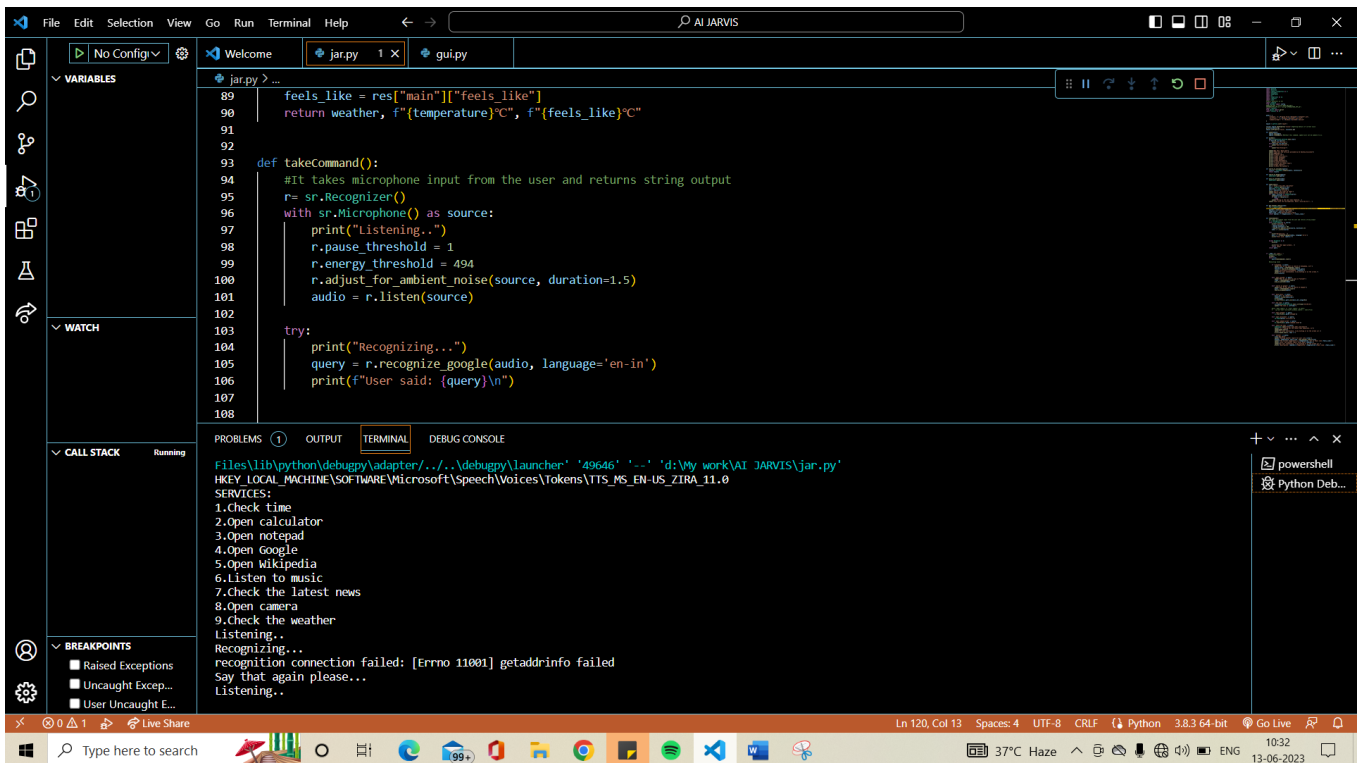 File Edit Selection View Go Run Terminal Help
AI JARVIS
No Config
Welcome
jar.py 1
gui.py
VARIABLES
jar.py > ...
89 feels_like = res["main"]["feels_like"]
90 return weather, f"{temperature}℃", f"{feels_like}℃"
91
92
93 def takeCommand():
94 #It takes microphone input from the user and returns string output
95 r= sr.Recognizer()
96 with sr.Microphone() as source:
97 print("Listening..")
98 r.pause_threshold = 1
99 r.energy_threshold = 494
100 r.adjust_for_ambient_noise(source, duration=1.5)
101 audio = r.listen(source)
102
103 try:
104 print("Recognizing...")
105 query = r.recognize_google(audio, language='en-in')
106 print(f"User said: {query}\n")
107
108
1
WATCH
CALL STACK Running
BREAKPOINTS
Raised Exceptions
Uncaught Excep...
User Uncaught E...
PROBLEMS 1 OUTPUT TERMINAL DEBUG CONSOLE
Files\lib\python\debugpy\adapter/../..\debugpy\launcher' '49646' '--' 'd:\My work\AI JARVIS\jar.py'
HKEY_LOCAL_MACHINE\SOFTWARE\Microsoft\Speech\Voices\Tokens\TTS_MS_EN-US_ZIRA_11.0
SERVICES:
1.Check time
2.Open calculator
3.Open notepad
4.Open Google
5.Open Wikipedia
6.Listen to music
7.Check the latest news
8.Open camera
9.Check the weather
Listening..
Recognizing...
recognition connection failed: [Errno 11001] getaddrinfo failed
Say that again please...
Listening..
powershell
Python Deb...
0 1 Live Share
Ln 120, Col 13 Spaces: 4 UTF-8 CRLF Python 3.8.3 64-bit Go Live
Type here to search
99+
37°C Haze
ENG
10:32
13-06-2023